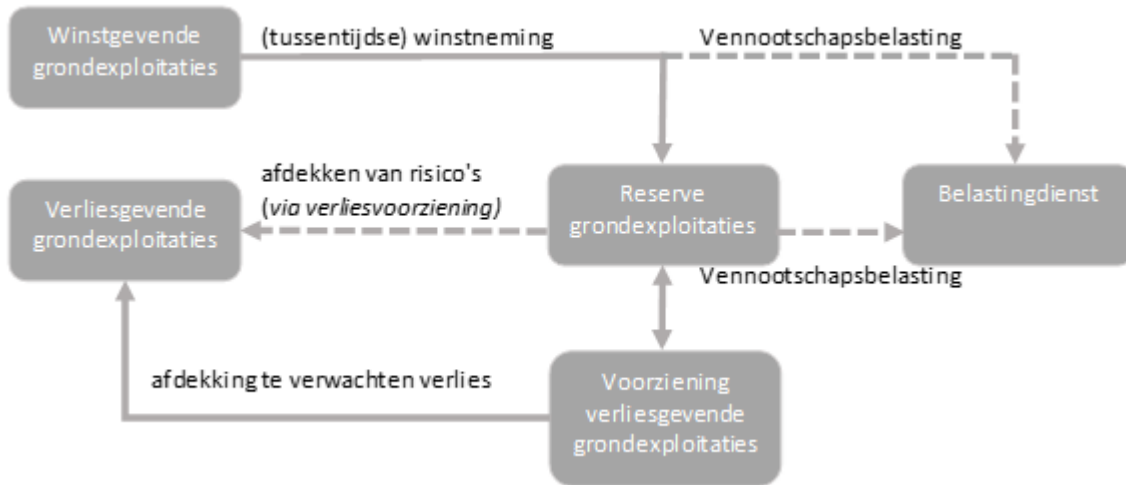 Winstgevende
grondexploitaties
(tussentijdse) winstneming
Vennootschapsbelasting
afdekken van risico's
(via verliesvoorziening)
Verliesgevende
grondexploitaties
Reserve
grondexploitaties
Belastingdienst
Vennootschapsbelasting
afdekking te verwachten verlies
Voorziening
verliesgevende
grondexploitaties